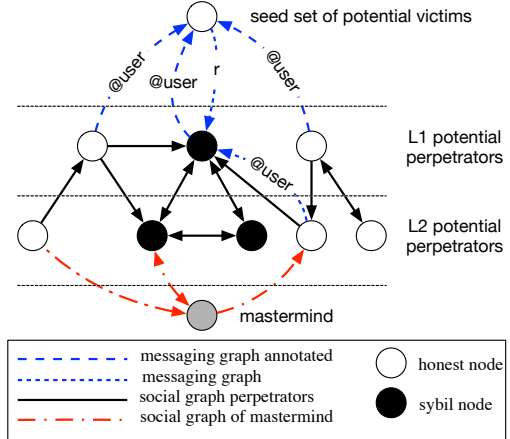 seed set of potential victims
@user
@user
r
@user
L1 potential
perpetrators
@user
L2 potential
perpetrators
mastermind
messaging graph annotated
messaging graph
social graph perpetrators
social graph of mastermind
honest node
sybil node